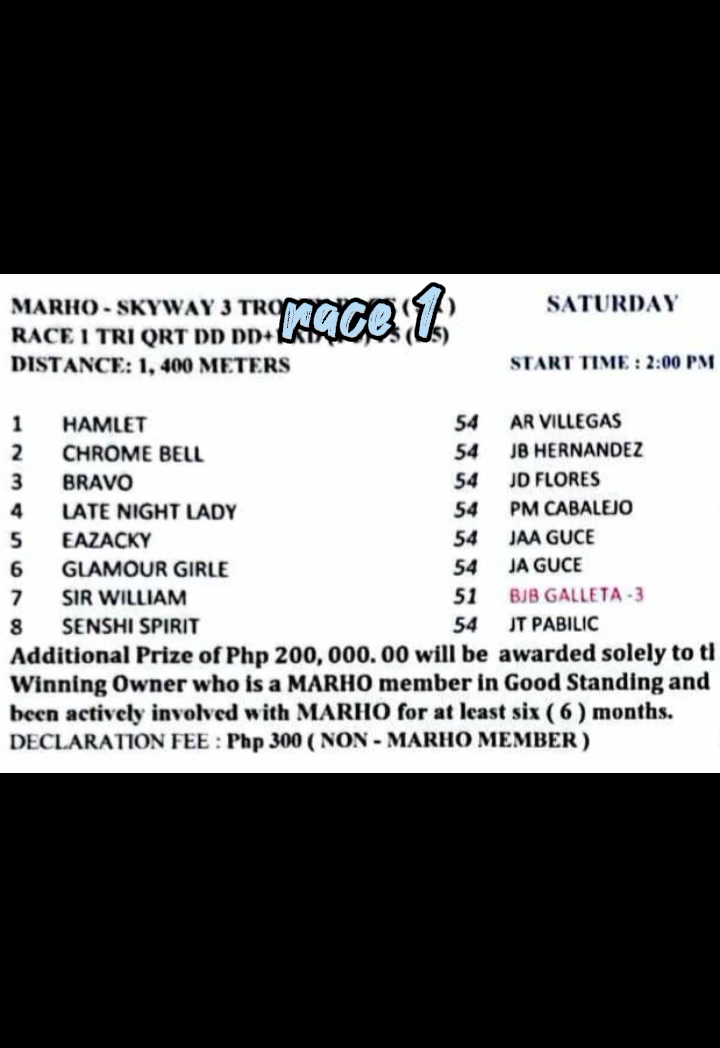 MARHO - SKYWAY 3 SATURDAY
race 1
RACE 1 TRI QRT DD DD+1
DISTANCE: 1, 400 METERS START TIME : 2:00 PM
1 HAMLET 54 AR VILLEGAS
2 CHROME BELL 54 JB HERNANDEZ
3 BRAVO 54 JD FLORES
4 LATE NIGHT LADY 54 PM CABALEJO
5 EAZACKY 54 JAA GUCE
6 GLAMOUR GIRLE 54 JA GUCE
7 SIR WILLIAM 51 BJB GALLETA -3
8 SENSHI SPIRIT 54 JT PABILIC
Additional Prize of Php 200, 000. 00 will be awarded solely to
Winning Owner who is a MARHO member in Good Standing and
been actively involved with MARHO for at least six ( 6 ) months.
DECLARATION FEE : Php 300 ( NON - MARHO MEMBER )